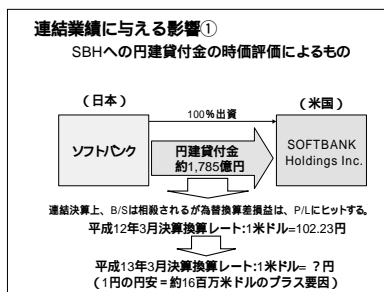 連結業績に与える影響①
SBHへの円建貸付金の時価評価によるもの
(日本)
100%出資
(米国)
ソフトバンク
円建貸付金
約1,785億円
SOFTBANK
Holdings Inc.
連結決算上、B/Sは相殺されるが為替換算差損益は、P/Lにヒットする。
平成12年3月決算換算レート:1米ドル=102.23円
平成13年3月決算換算レート:1米ドル= ?円
(1円の円安=約16百万米ドルのプラス要因)